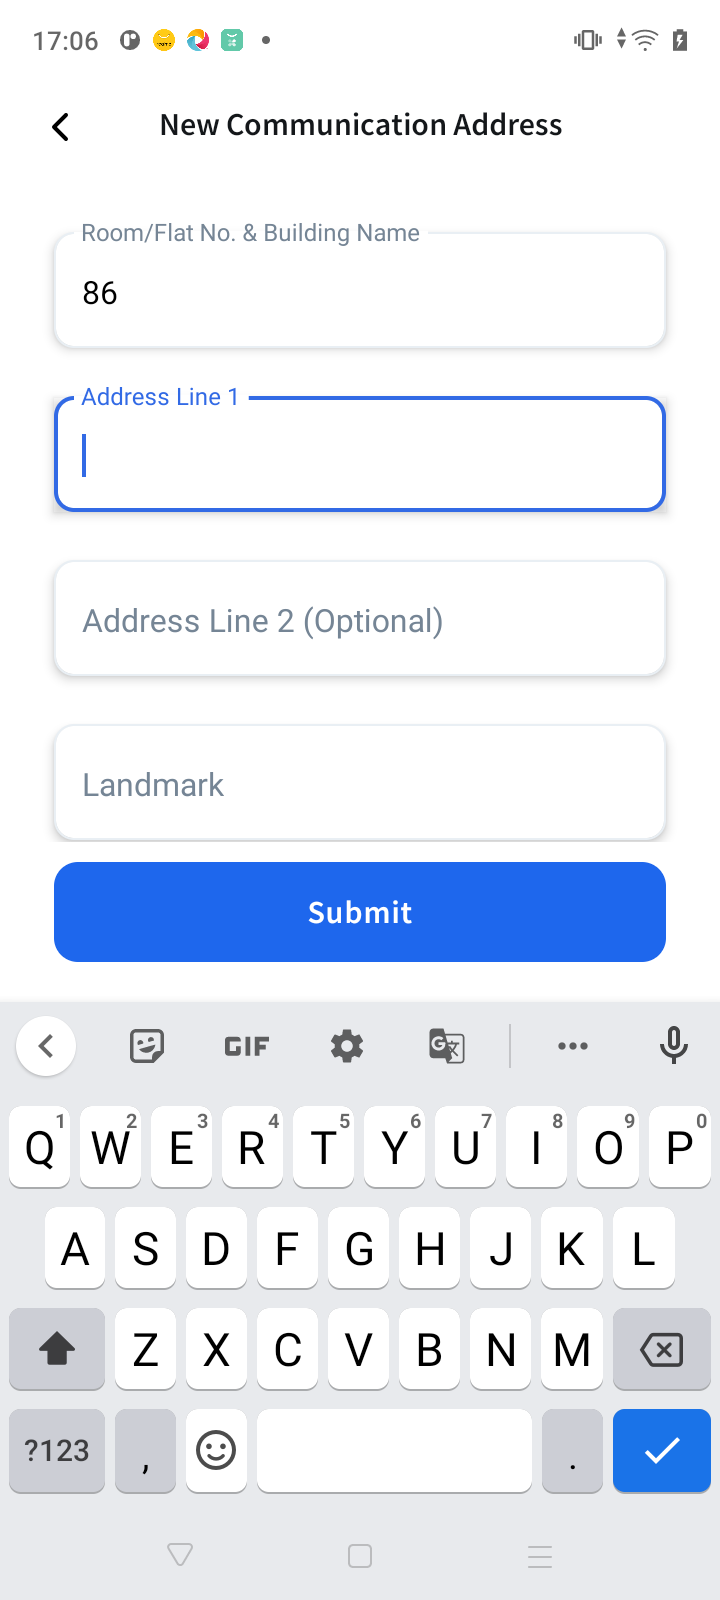 17:06
New Communication Address
Room/Flat No. & Building Name
86
Address Line 1
Address Line 2 (Optional)
Landmark
Submit
GIF
Q1 W2 E3 R4 T5 Y6 U7 I8 O9 P0
A S D F G H J K L
Z X C V B N M
?123 , .